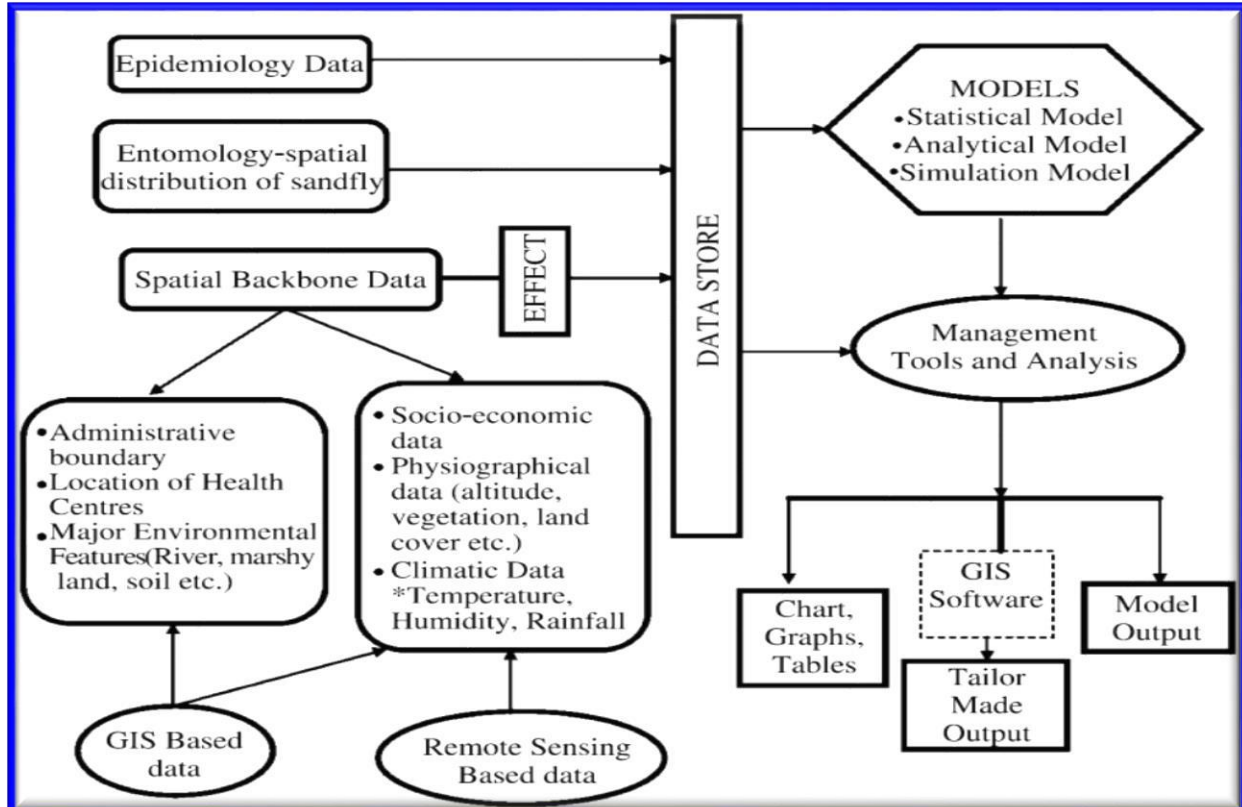 Epidemiology Data
Entomology-spatial
distribution of sandfly
Spatial Backbone Data
EFFECT
DATA STORE
MODELS
•Statistical Model
•Analytical Model
•Simulation Model
Management
Tools and Analysis
•Administrative
boundary
•Location of Health
Centres
•Major Environmental
Features(River, marshy
land, soil etc.)
• Socio-economic
data
• Physiographical
data (altitude,
vegetation, land
cover etc.)
• Climatic Data
*Temperature,
Humidity, Rainfall
GIS Based
data
Remote Sensing
Based data
Chart,
Graphs,
Tables
GIS
Software
Tailor
Made
Output
Model
Output